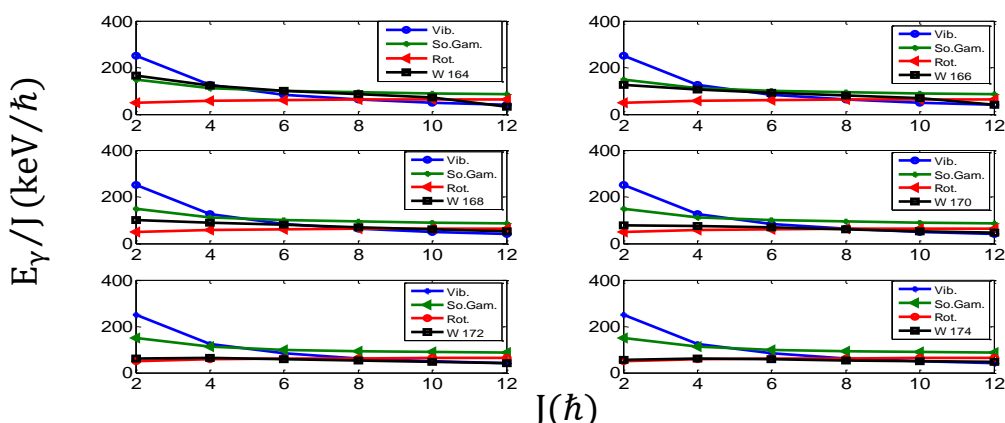 E_γ/J (keV/ℏ)
400
200
0
2 4 6 8 10 12
Vib.
So.Gam.
Rot.
W 164
400
200
0
2 4 6 8 10 12
Vib.
So.Gam.
Rot.
W 166
400
200
0
2 4 6 8 10 12
Vib.
So.Gam.
Rot.
W 168
400
200
0
2 4 6 8 10 12
Vib.
So.Gam.
Rot.
W 170
400
200
0
2 4 6 8 10 12
Vib.
So.Gam.
Rot.
W 172
400
200
0
2 4 6 8 10 12
Vib.
So.Gam.
Rot.
W 174
J(ℏ)